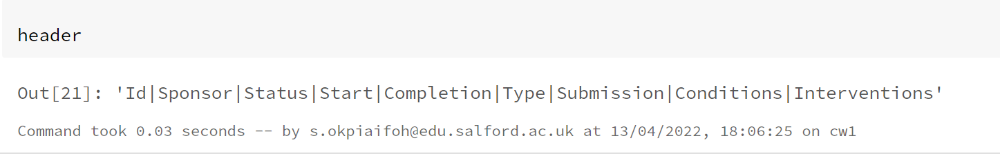 header
Out[21]: 'Id|Sponsor|Status|Start|Completion|Type|Submission|Conditions|Interventions'
Command took 0.03 seconds -- by s.okpiaifoh@edu.salford.ac.uk at 13/04/2022, 18:06:25 on cw1